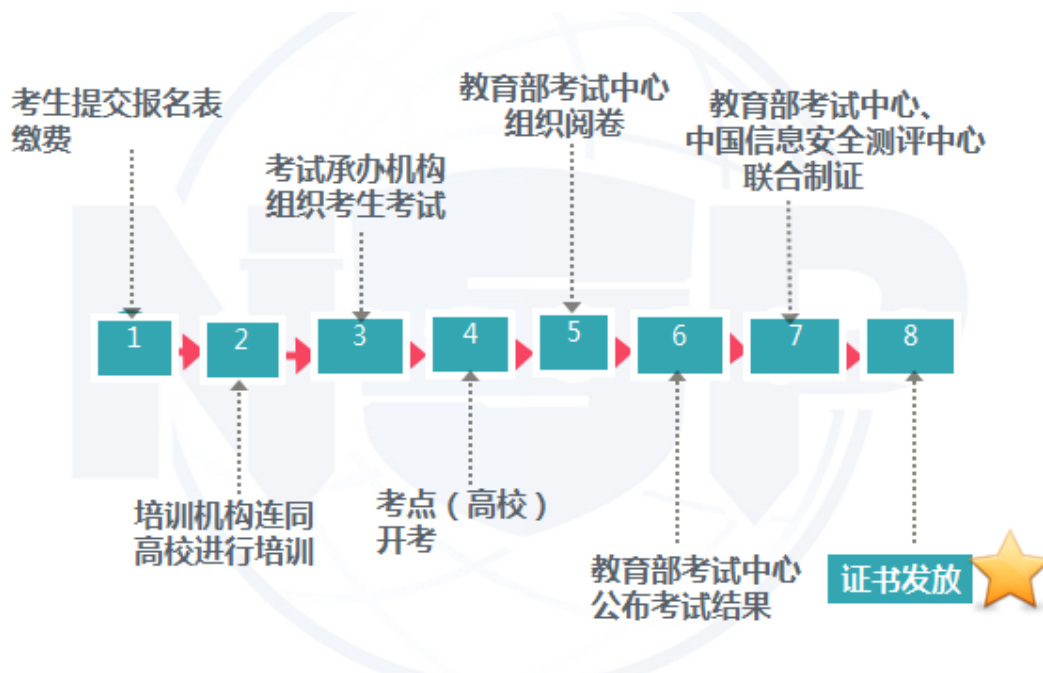 考生提交报名表
缴费
教育部考试中心
组织阅卷
教育部考试中心、
中国信息安全测评中心
联合制证
考试承办机构
组织考生考试
1
2
3
4
5
6
7
8
培训机构连同
高校进行培训
考点（高校）
开考
教育部考试中心
公布考试结果
证书发放
NSP